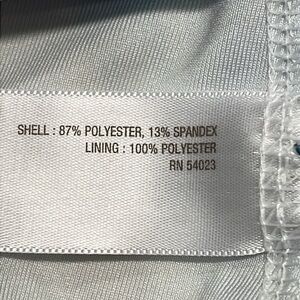 SHELL : 87% POLYESTER, 13% SPANDEX
LINING : 100% POLYESTER
RN 54023